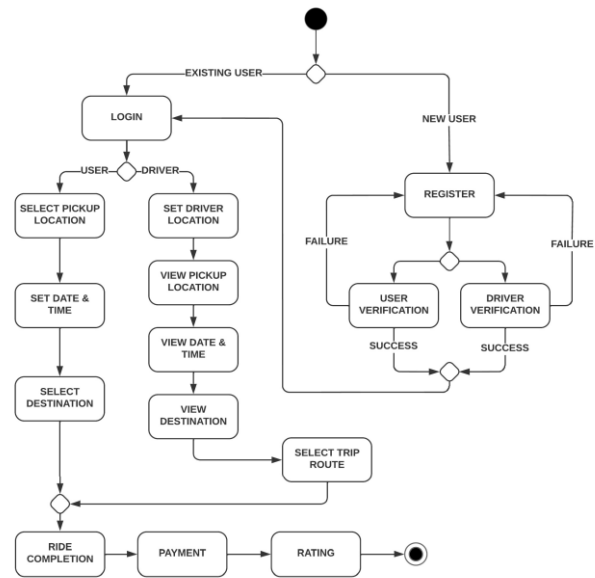 EXISTING USER
LOGIN
NEW USER
USER
DRIVER
REGISTER
SELECT PICKUP
LOCATION
SET DRIVER
LOCATION
FAILURE
FAILURE
VIEW PICKUP
LOCATION
SET DATE &
TIME
USER
VERIFICATION
DRIVER
VERIFICATION
VIEW DATE &
TIME
SUCCESS
SUCCESS
SELECT
DESTINATION
VIEW
DESTINATION
SELECT TRIP
ROUTE
RIDE
COMPLETION
PAYMENT
RATING